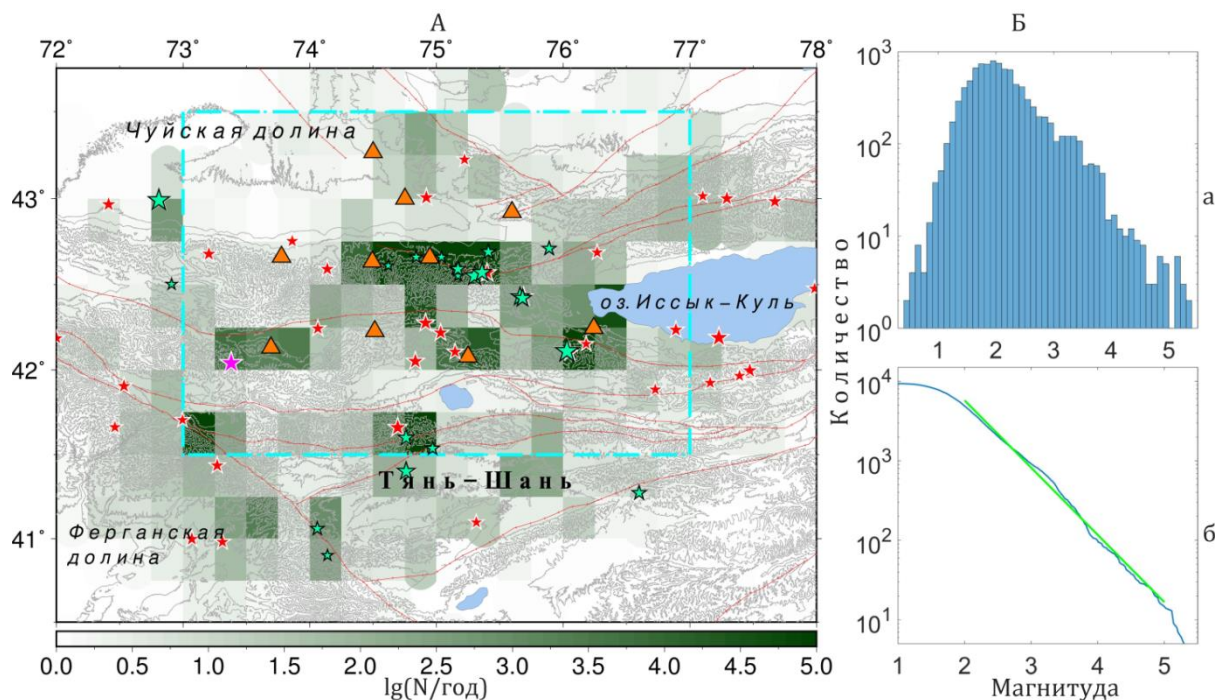 А
Б
72 73 74 75 76 77 78
Чуйская долина
43
43
оз. Иссык-Куль
42
42
Тянь-Шань
Ферганская
долина
41
41
0.0 0.5 1.0 1.5 2.0 2.5 3.0 3.5 4.0 4.5 5.0
lg(N/год)
10³
10²
10¹
10⁰
1 2 3 4 5
а
Количество
10⁴
10³
10²
10¹
1 2 3 4 5
Магнитуда
б